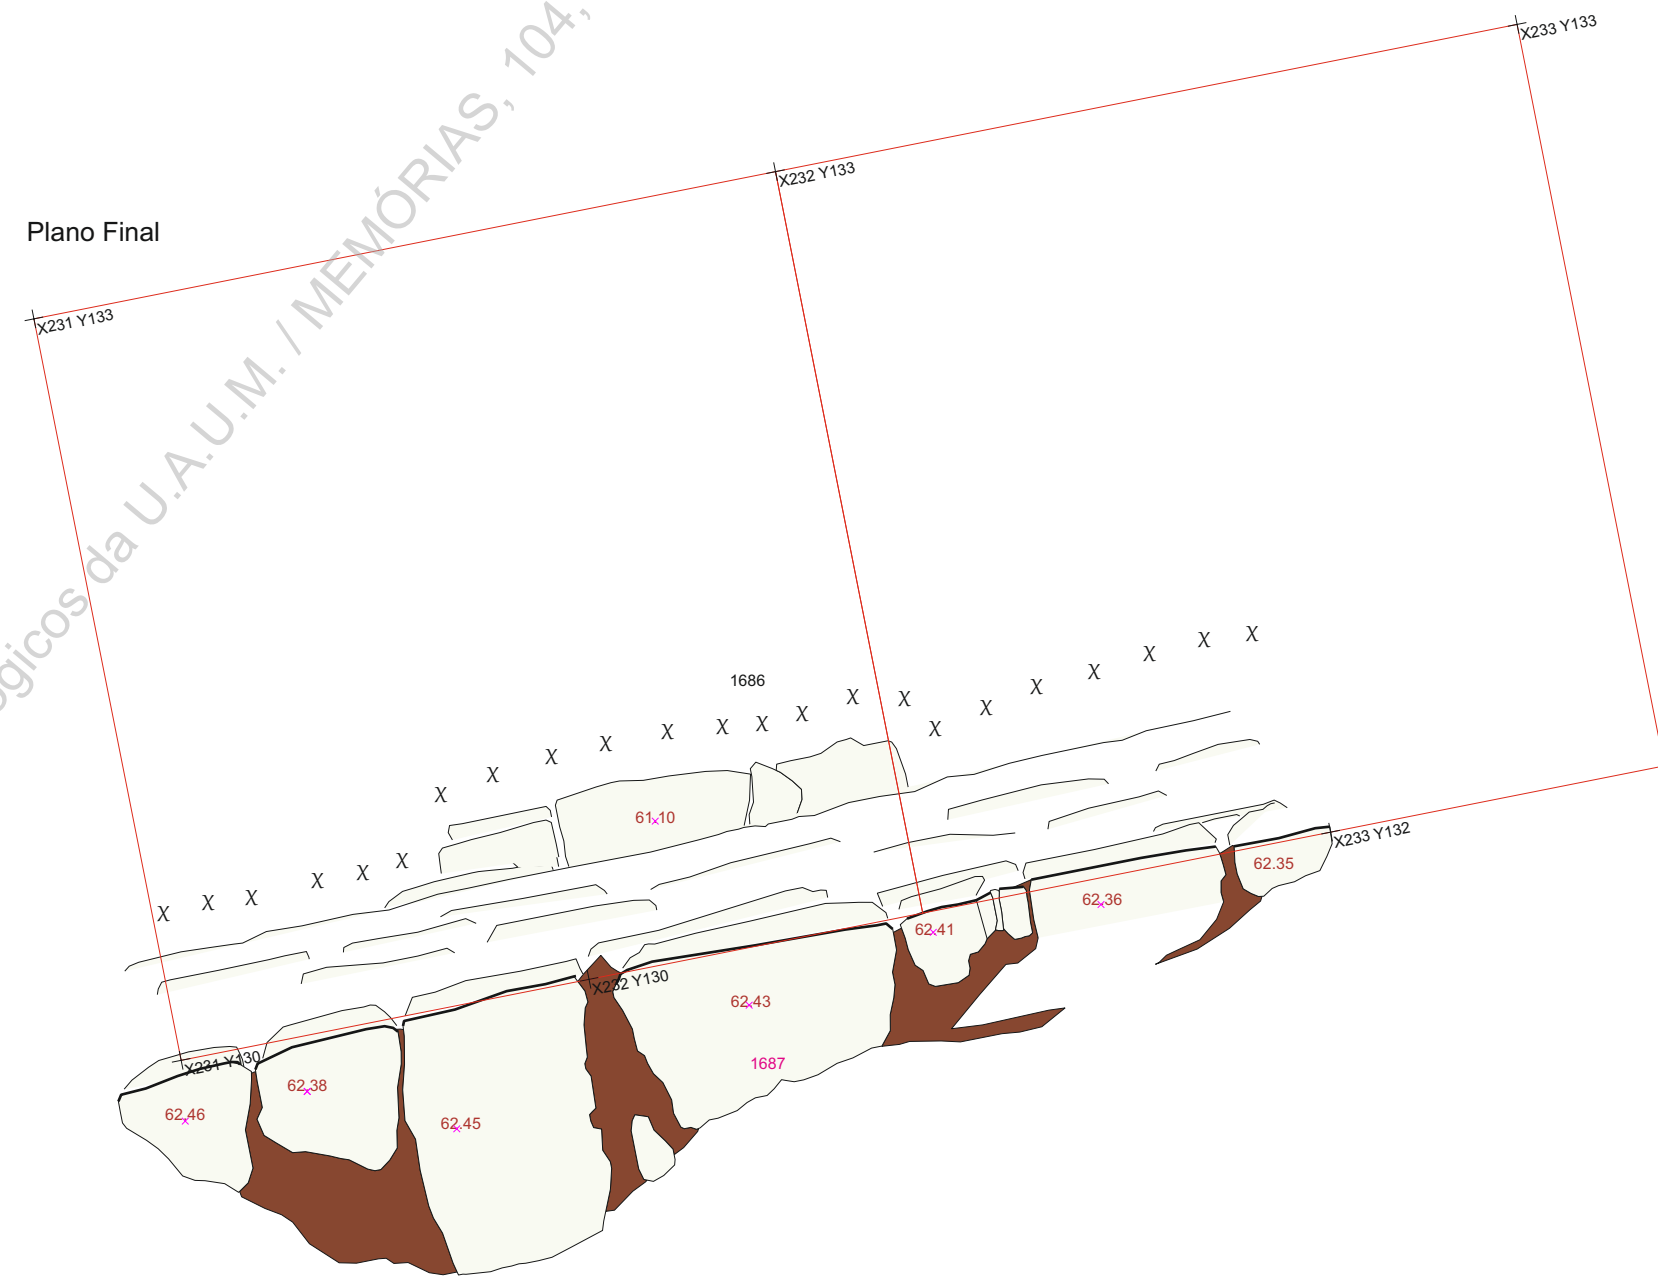 ógicos da U.A.U.M. / MEMÓRIAS, 104,
X233 Y133
X232 Y133
Plano Final
X231 Y133
1686
χ χ χ χ χ χ χ χ χ χ χ χ χ χ χ χ χ χ χ χ χ χ χ
61.10
X233 Y132
62.35
62.36
62.41
X232 Y130
62.43
1687
X231 Y130
62.38
62.46
62.45